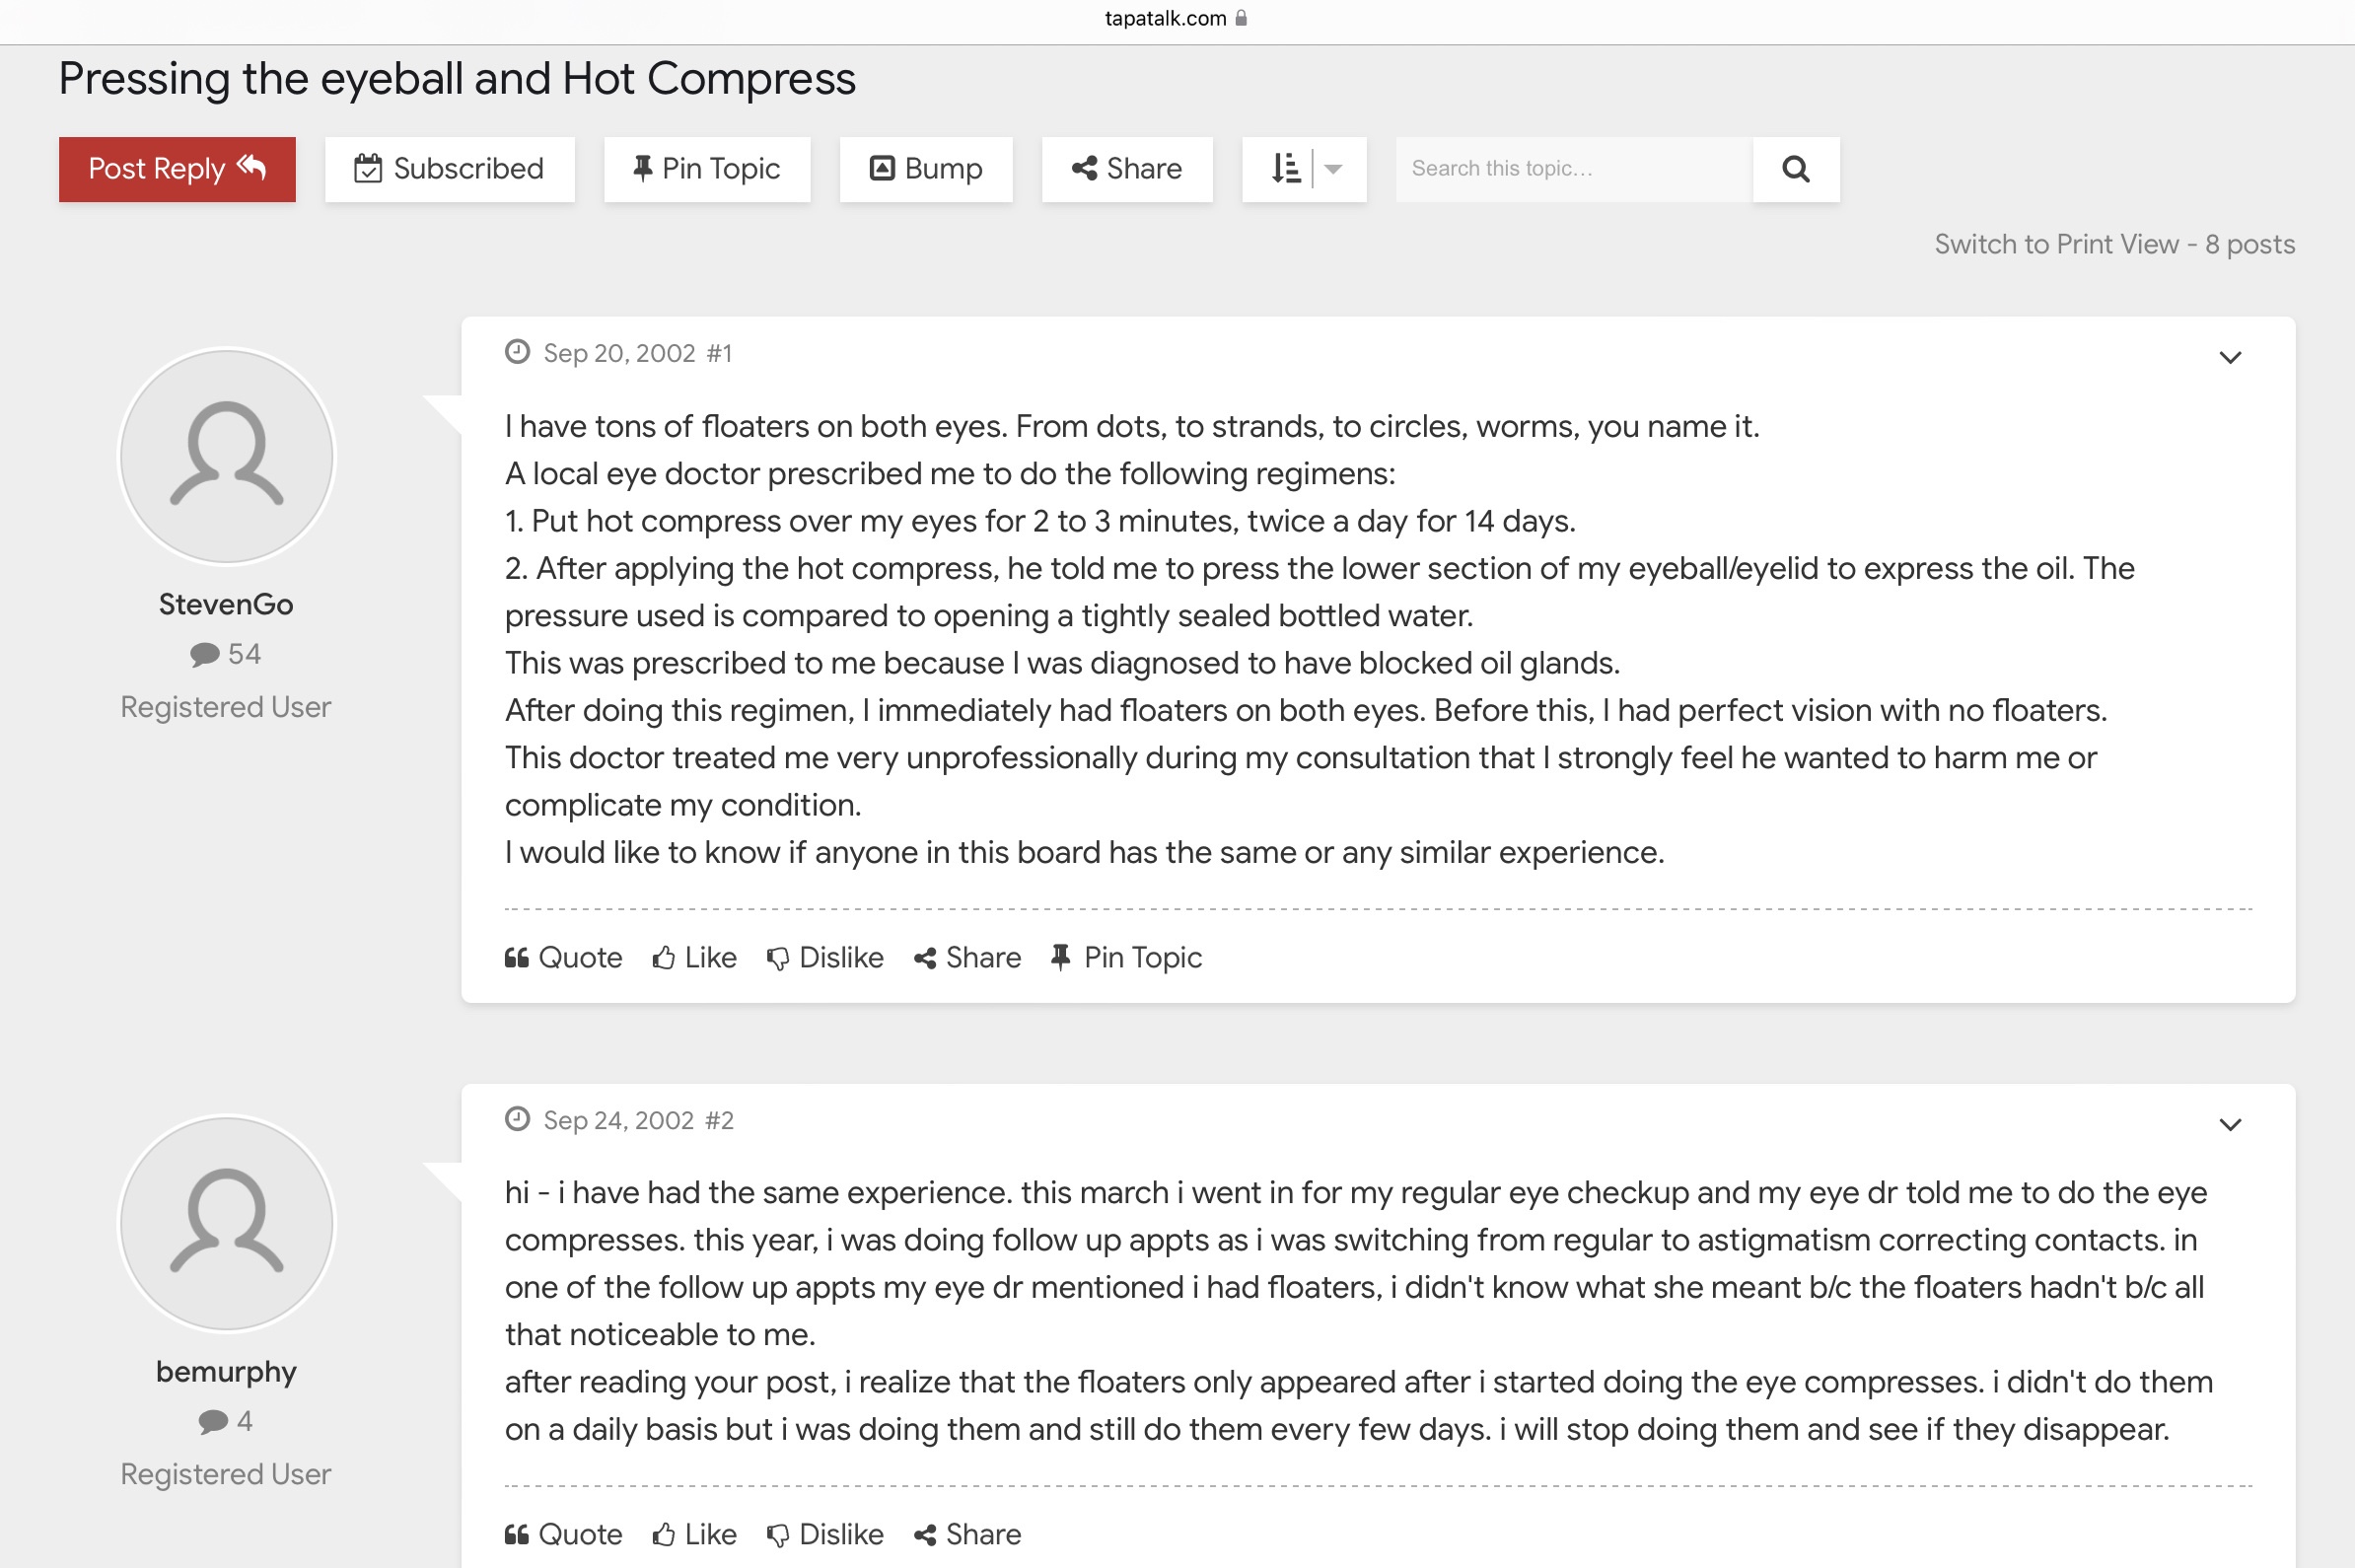 tapatalk.com
Pressing the eyeball and Hot Compress
Post Reply
Subscribed
Pin Topic
Bump
Share
Search this topic...
Switch to Print View - 8 posts
Sep 20, 2002 #1
I have tons of floaters on both eyes. From dots, to strands, to circles, worms, you name it.
A local eye doctor prescribed me to do the following regimens:
1. Put hot compress over my eyes for 2 to 3 minutes, twice a day for 14 days.
2. After applying the hot compress, he told me to press the lower section of my eyeball/eyelid to express the oil. The
pressure used is compared to opening a tightly sealed bottled water.
This was prescribed to me because I was diagnosed to have blocked oil glands.
After doing this regimen, I immediately had floaters on both eyes. Before this, I had perfect vision with no floaters.
This doctor treated me very unprofessionally during my consultation that I strongly feel he wanted to harm me or
complicate my condition.
I would like to know if anyone in this board has the same or any similar experience.
StevenGo
54
Registered User
Quote
Like
Dislike
Share
Pin Topic
Sep 24, 2002 #2
hi - i have had the same experience. this march i went in for my regular eye checkup and my eye dr told me to do the eye
compresses. this year, i was doing follow up appts as i was switching from regular to astigmatism correcting contacts. in
one of the follow up appts my eye dr mentioned i had floaters, i didn't know what she meant b/c the floaters hadn't b/c all
that noticeable to me.
after reading your post, i realize that the floaters only appeared after i started doing the eye compresses. i didn't do them
on a daily basis but i was doing them and still do them every few days. i will stop doing them and see if they disappear.
bemurphy
4
Registered User
Quote
Like
Dislike
Share